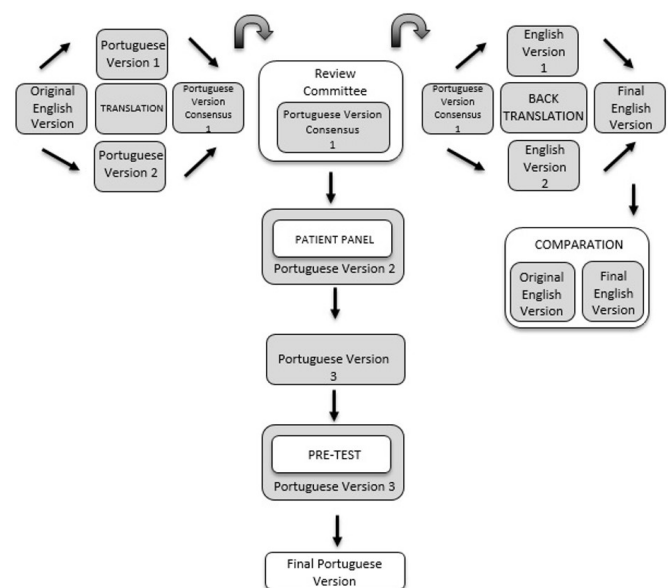 Portuguese
Version 1
Original
English
Version
TRANSLATION
Portuguese
Version
Consensus
1
Portuguese
Version 2
Review
Committee
Portuguese Version
Consensus
1
English
Version
1
Portuguese
Version
Consensus
1
BACK
TRANSLATION
Final
English
Version
English
Version
2
COMPARATION
Original
English
Version
Final
English
Version
PATIENT PANEL
Portuguese Version 2
Portuguese Version
3
PRE-TEST
Portuguese Version 3
Final Portuguese
Version